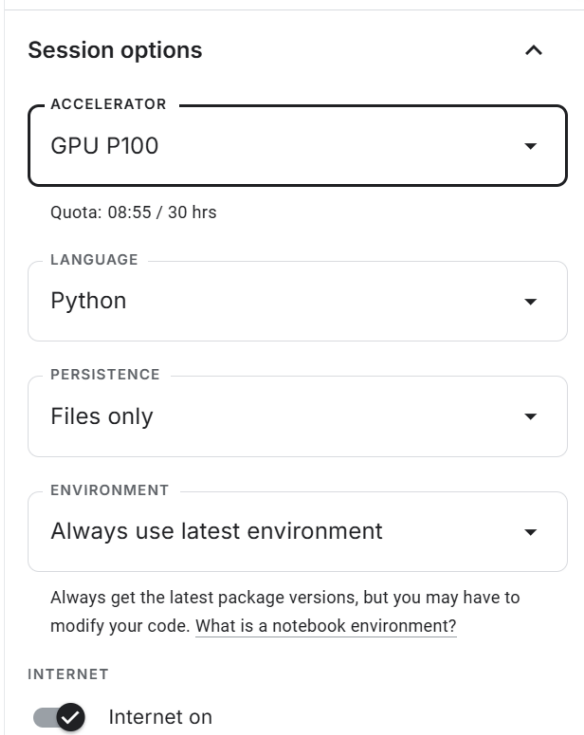 Session options
ACCELERATOR
GPU P100
Quota: 08:55 / 30 hrs
LANGUAGE
Python
PERSISTENCE
Files only
ENVIRONMENT
Always use latest environment
Always get the latest package versions, but you may have to
modify your code. What is a notebook environment?
INTERNET
Internet on